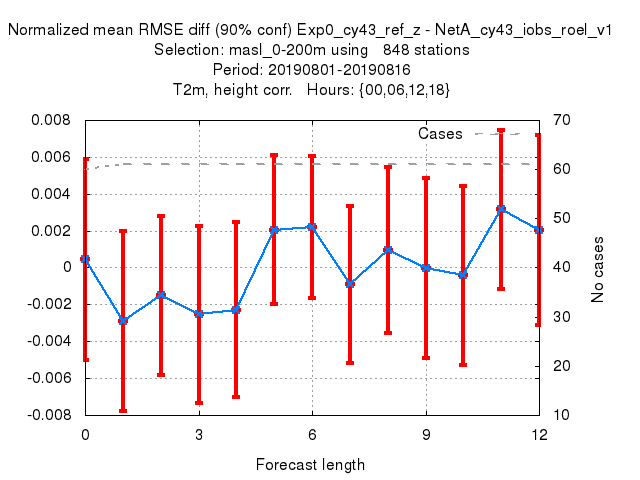 Normalized mean RMSE diff (90% conf) Exp0_cy43_ref_z - NetA_cy43_iobs_roel_v1
Selection: masl_0-200m using 848 stations
Period: 20190801-20190816
T2m, height corr. Hours: {00,06,12,18}
Cases
0.008
0.006
0.004
0.002
0
-0.002
-0.004
-0.006
-0.008
70
60
50
40
30
20
10
No cases
0 3 6 9 12
Forecast length